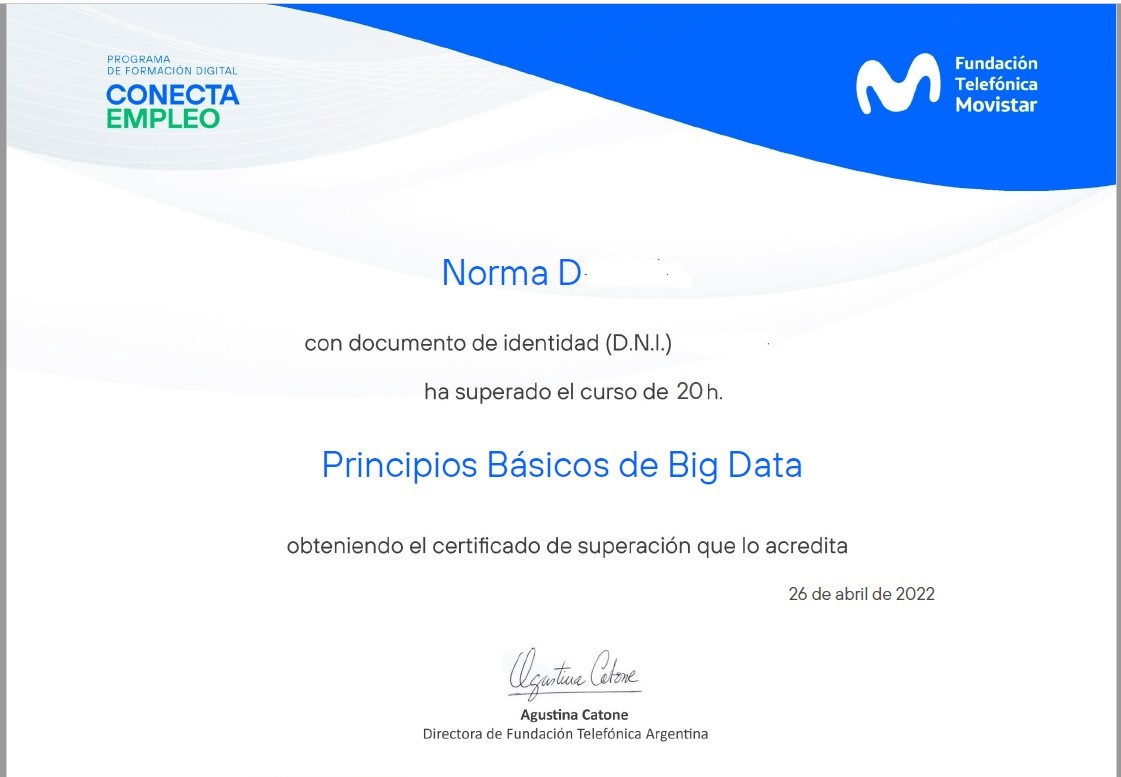 PROGRAMA
DE FORMACIÓN DIGITAL
CONECTA
EMPLEO
Fundación
Telefónica
Movistar
Norma D
con documento de identidad (D.N.I.)
ha superado el curso de 20 h.
Principios Básicos de Big Data
obteniendo el certificado de superación que lo acredita
26 de abril de 2022
Agustina Catone
Agustina Catone
Directora de Fundación Telefónica Argentina